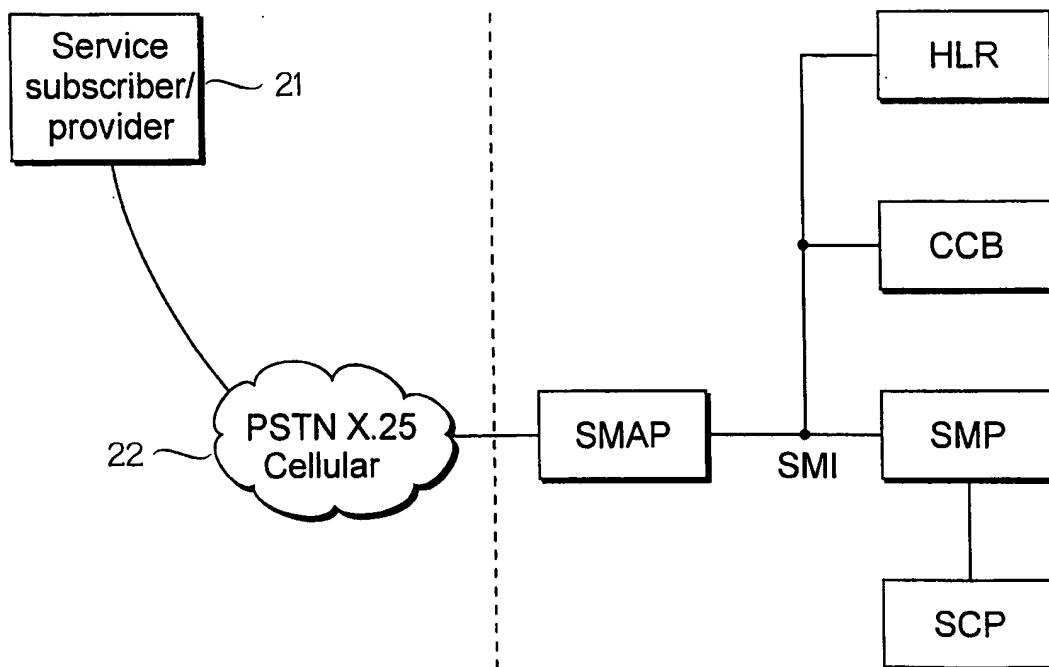 Service
subscriber/
provider
21
HLR
CCB
PSTN X.25
Cellular
22
SMAP
SMI
SMP
SCP